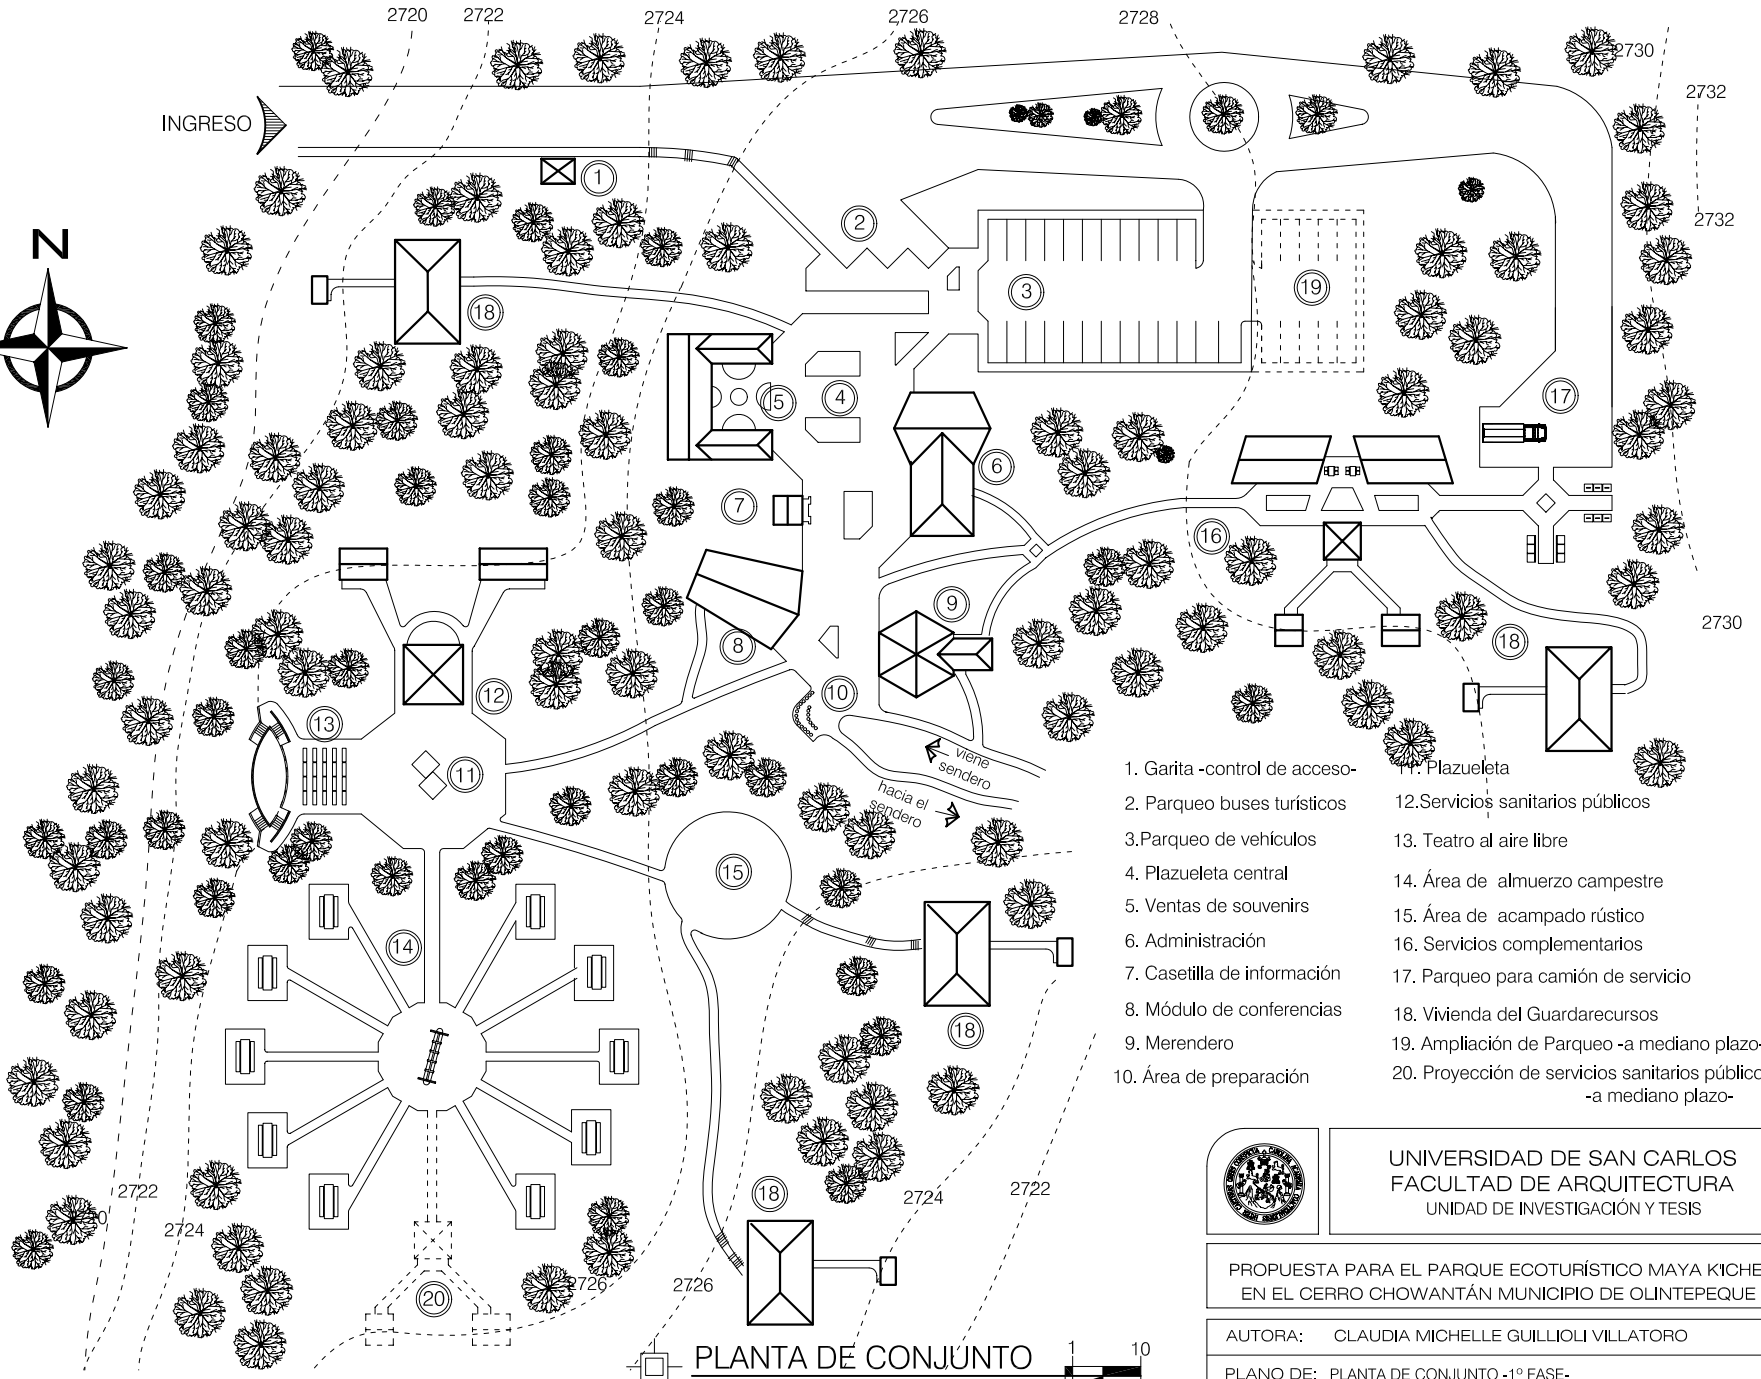 2720 2722 2724 2726 2728 2730
2732
INGRESO
1
2
2732
N
18
3
19
5
4
17
6
7
16
9
2730
8
18
10
12
13
11
viene
sendero
hacia el
sendero
15
14
18
18
20
2722
2724
2726
2726
2724
2722
1. Garita -control de acceso-
2. Parqueo buses turísticos
3.Parqueo de vehículos
4. Plazueleta central
5. Ventas de souvenirs
6. Administración
7. Casetilla de información
8. Módulo de conferencias
9. Merendero
10. Área de preparación
11. Plazueleta
12.Servicios sanitarios públicos
13. Teatro al aire libre
14. Área de almuerzo campestre
15. Área de acampado rústico
16. Servicios complementarios
17. Parqueo para camión de servicio
18. Vivienda del Guardarecursos
19. Ampliación de Parqueo -a mediano plazo-
20. Proyección de servicios sanitarios público
-a mediano plazo-
UNIVERSIDAD DE SAN CARLOS
FACULTAD DE ARQUITECTURA
UNIDAD DE INVESTIGACIÓN Y TESIS
PROPUESTA PARA EL PARQUE ECOTURÍSTICO MAYA K'ICHE
EN EL CERRO CHOWANTÁN MUNICIPIO DE OLINTEPEQUE
AUTORA: CLAUDIA MICHELLE GUILLIOLI VILLATORO
PLANO DE: PLANTA DE CONJUNTO -1º FASE-
PLANTA DE CONJUNTO
1 10